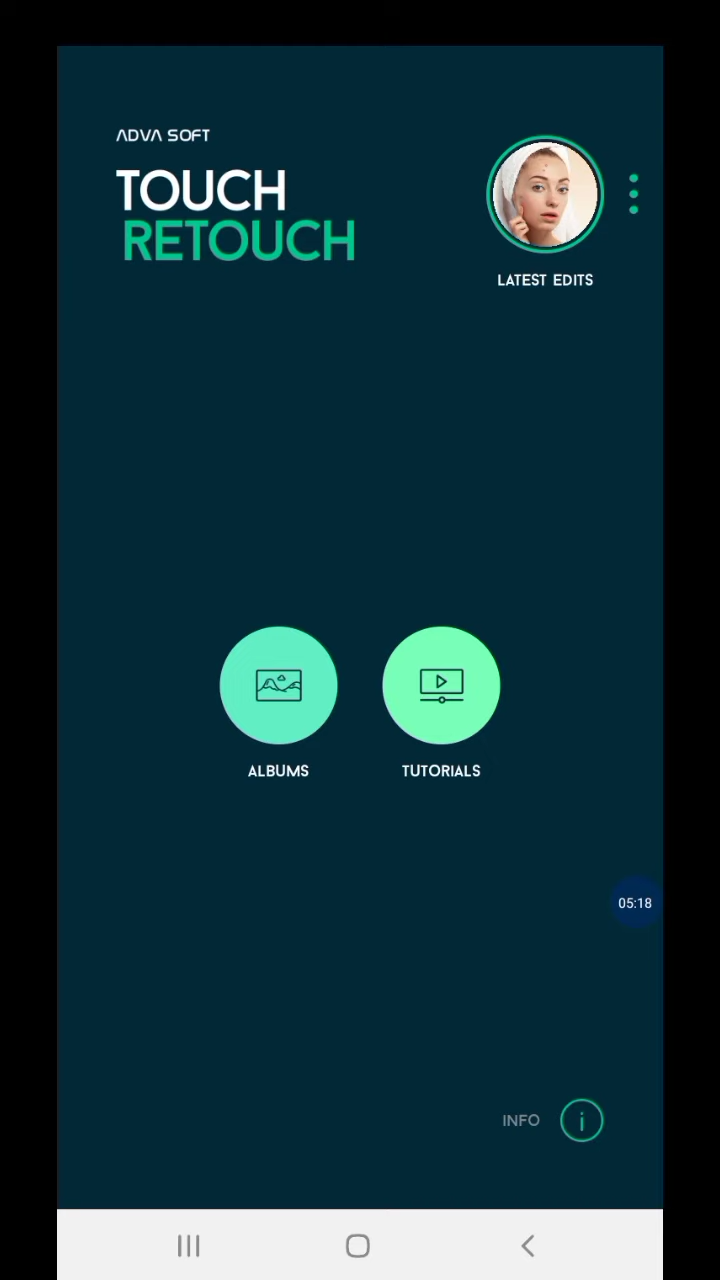 ADVA SOFT
TOUCH
RETOUCH
LATEST EDITS
ALBUMS
TUTORIALS
05:18
INFO
i